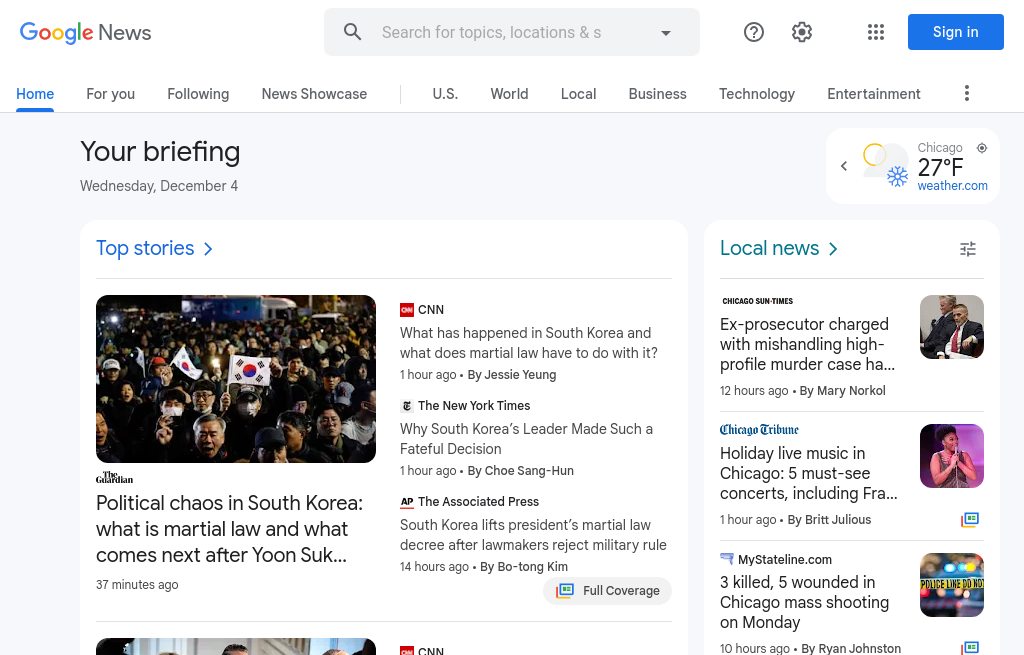 Google News
Search for topics, locations & s
Sign in
Home
For you
Following
News Showcase
U.S.
World
Local
Business
Technology
Entertainment
Your briefing
Wednesday, December 4
Chicago
27°F
weather.com
Top stories
The Guardian
Political chaos in South Korea:
what is martial law and what
comes next after Yoon Suk...
37 minutes ago
CNN
CNN
What has happened in South Korea and
what does martial law have to do with it?
1 hour ago • By Jessie Yeung
The New York Times
Why South Korea's Leader Made Such a
Fateful Decision
1 hour ago • By Choe Sang-Hun
AP
The Associated Press
South Korea lifts president's martial law
decree after lawmakers reject military rule
14 hours ago • By Bo-tong Kim
Full Coverage
CNN
CNN
Local news
CHICAGO SUN-TIMES
Ex-prosecutor charged
with mishandling high-
profile murder case ha...
12 hours ago • By Mary Norkol
Chicago Tribune
Holiday live music in
Chicago: 5 must-see
concerts, including Fra...
1 hour ago • By Britt Julious
MyStateline.com
3 killed, 5 wounded in
Chicago mass shooting
on Monday
POLICE LINE DO NOT
10 hours ago • By Ryan Johnston